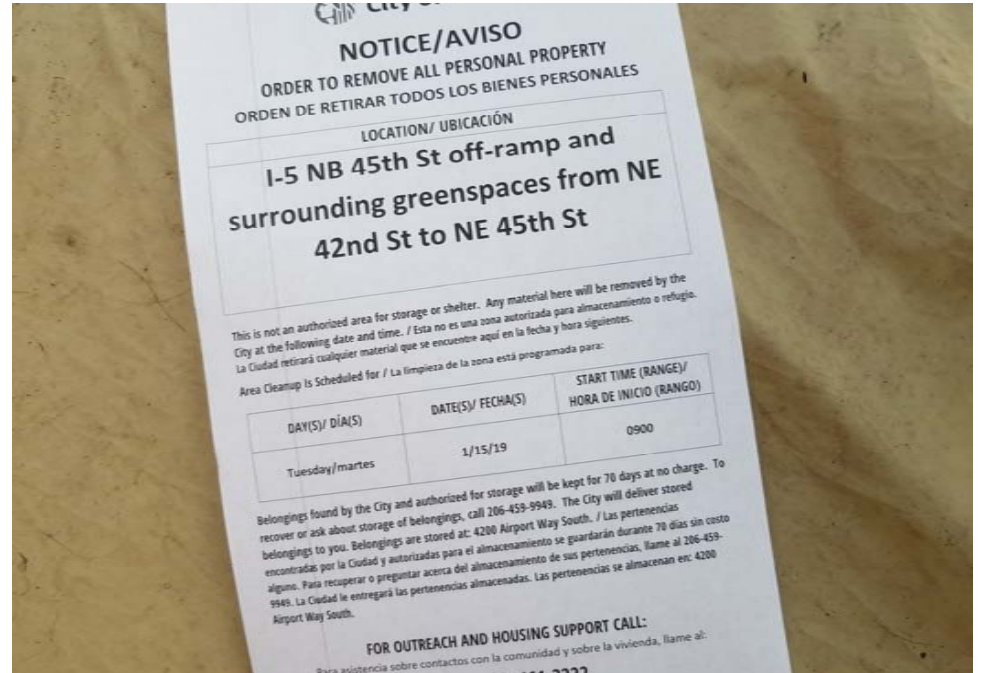 City
NOTICE/AVISO
ORDER TO REMOVE ALL PERSONAL PROPERTY
ORDEN DE RETIRAR TODOS LOS BIENES PERSONALES
LOCATION/ UBICACIÓN
I-5 NB 45th St off-ramp and
surrounding greenspaces from NE
42nd St to NE 45th St
This is not an authorized area for storage or shelter. Any material here will be removed by the
City at the following date and time. / Esta no es una zona autorizada para almacenamiento o refugio.
La Ciudad retirará cualquier material que se encuentre aquí en la fecha y hora siguientes.
Area Cleanup Is Scheduled for / La limpieza de la zona está programada para:
DAY(S)/ DÍA(S)
DATE(S)/ FECHA(S)
START TIME (RANGE)/
HORA DE INICIO (RANGO)
Tuesday/martes
1/15/19
0900
Belongings found by the City and authorized for storage will be kept for 70 days at no charge. To
recover or ask about storage of belongings, call 206-459-9949. The City will deliver stored
belongings to you. Belongings are stored at: 4200 Airport Way South. / Las pertenencias
encontradas por la Ciudad y autorizadas para el almacenamiento se guardarán durante 70 días sin costo
alguno. Para recuperar o preguntar acerca del almacenamiento de sus pertenencias, llame al 206-459-
9949. La Ciudad le entregará las pertenencias almacenadas. Las pertenencias se almacenan en: 4200
Airport Way South.
FOR OUTREACH AND HOUSING SUPPORT CALL:
Para asistencia sobre contactos con la comunidad y sobre la vivienda, llame al: